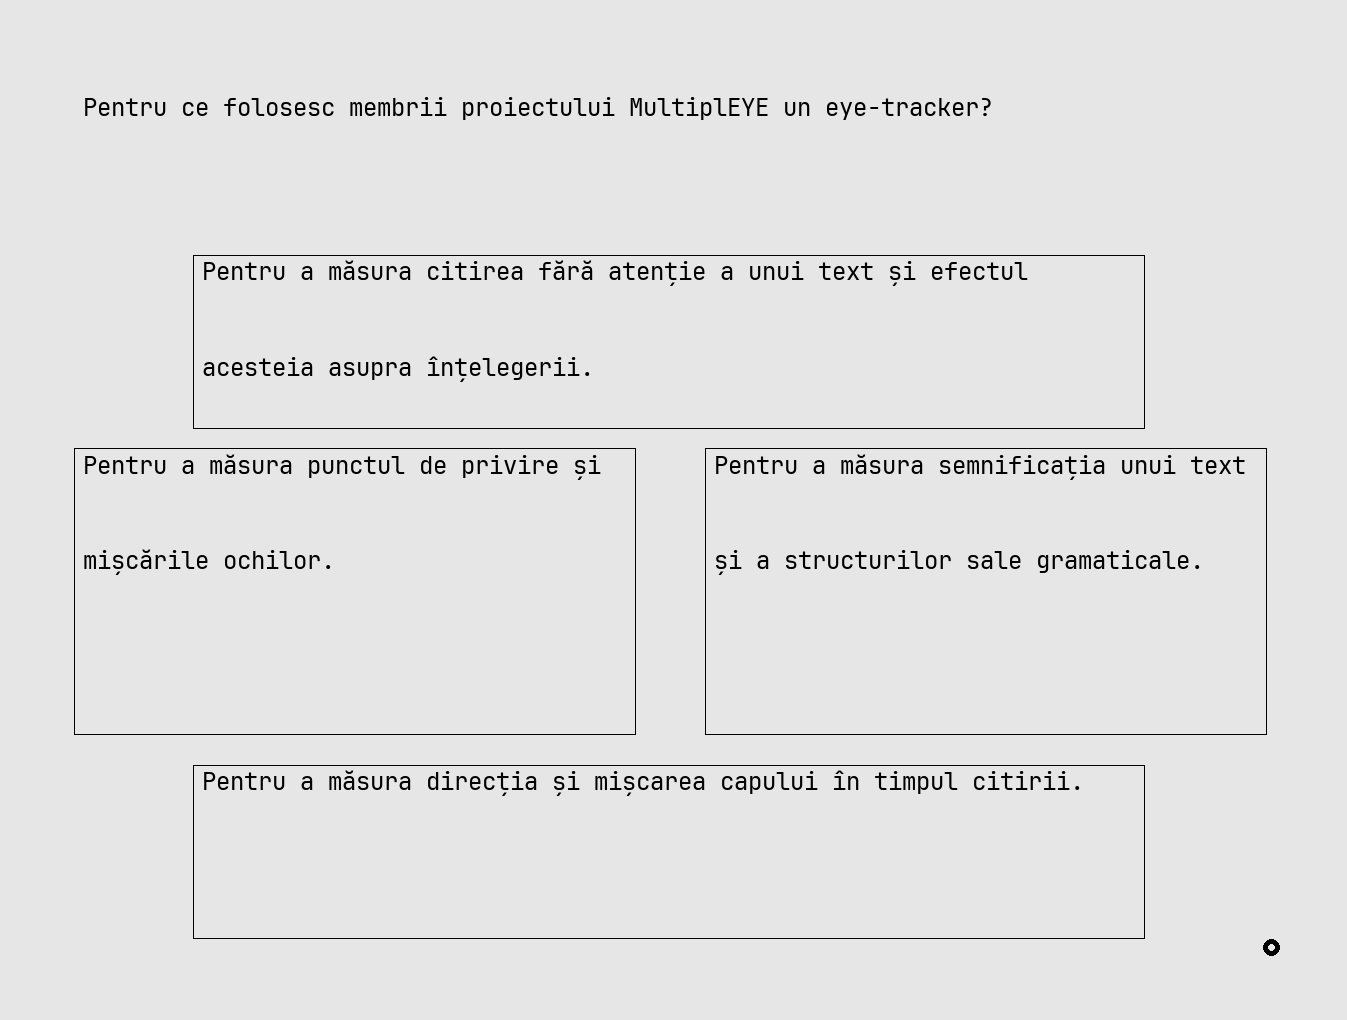 Pentru ce folosesc membrii proiectului MultiplEYE un eye-tracker?
Pentru a măsura citirea fără atenție a unui text și efectul
acesteia asupra înțelegerii.
Pentru a măsura punctul de privire și
mișcările ochilor.
Pentru a măsura semnificația unui text
și a structurilor sale gramaticale.
Pentru a măsura direcția și mișcarea capului în timpul citirii.